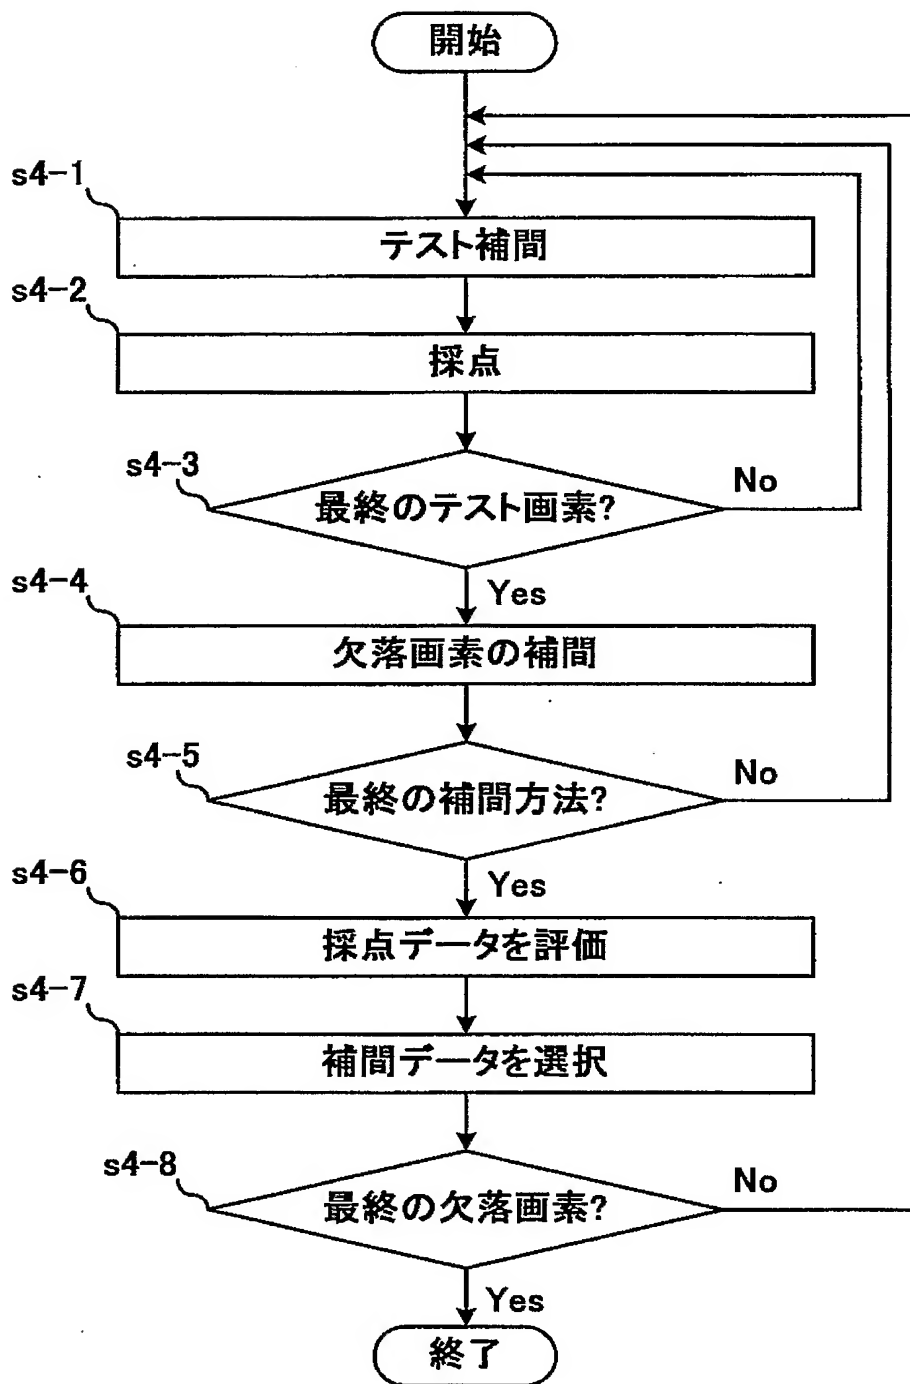 開始
s4-1
テスト補間
s4-2
採点
s4-3
最終のテスト画素?
No
Yes
s4-4
欠落画素の補間
s4-5
最終の補間方法?
No
Yes
s4-6
採点データを評価
s4-7
補間データを選択
s4-8
最終の欠落画素?
No
Yes
終了